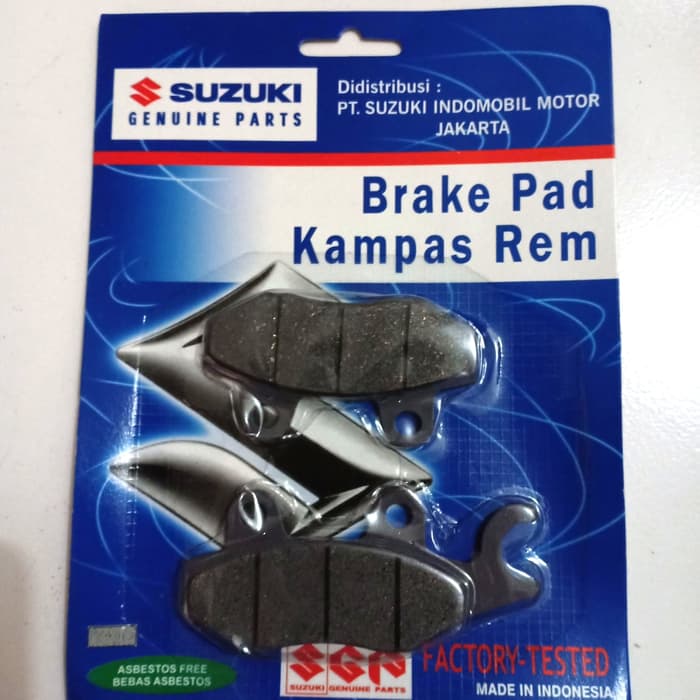 SUZUKI
GENUINE PARTS
Didistribusi :
PT. SUZUKI INDOMOBIL MOTOR
JAKARTA
Brake Pad
Kampas Rem
ASBESTOS FREE
BEBAS ASBESTOS
SGP
SUZUKI GENUINE PARTS
FACTORY-TESTED
MADE IN INDONESIA